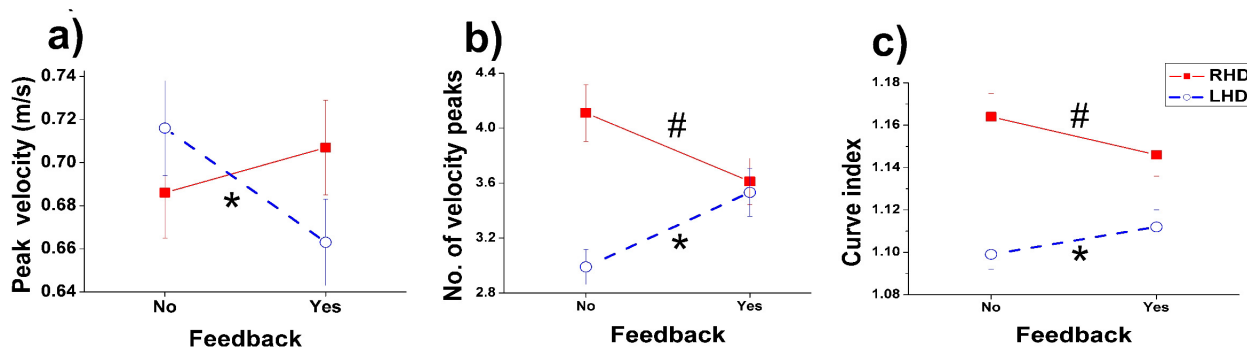 a)
Peak velocity (m/s)
0.74
0.72
0.70
0.68
0.66
0.64
*
No Yes
Feedback
b)
No. of velocity peaks
4.4
4.0
3.6
3.2
2.8
#
*
No Yes
Feedback
c)
Curve index
1.18
1.16
1.14
1.12
1.10
1.08
#
*
No Yes
Feedback
RHD
LHD